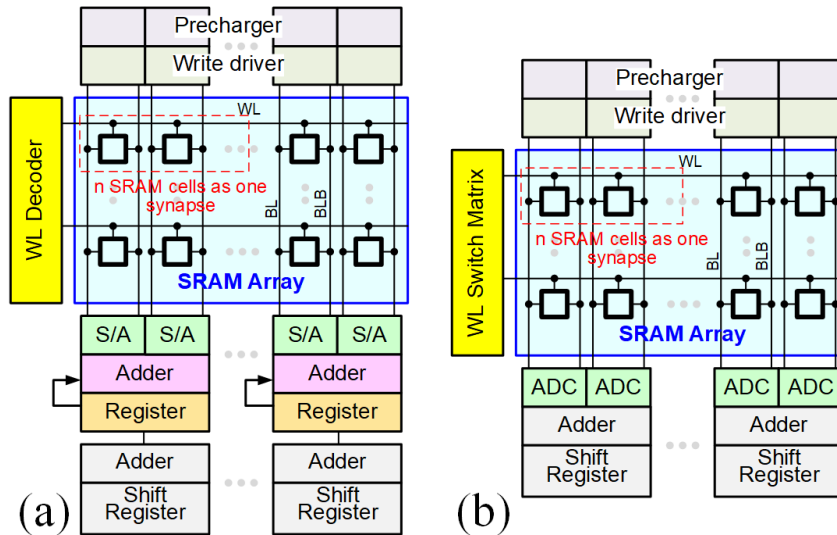 Precharger
Write driver
WL Decoder
WL
n SRAM cells as one
synapse
BL
BLB
SRAM Array
S/A
S/A
S/A
S/A
Adder
Adder
Register
Register
Adder
Adder
Shift
Register
Shift
Register
(a)
Precharger
Write driver
WL Switch Matrix
WL
n SRAM cells as one
synapse
BL
BLB
SRAM Array
ADC
ADC
ADC
ADC
Adder
Adder
Shift
Register
Shift
Register
(b)